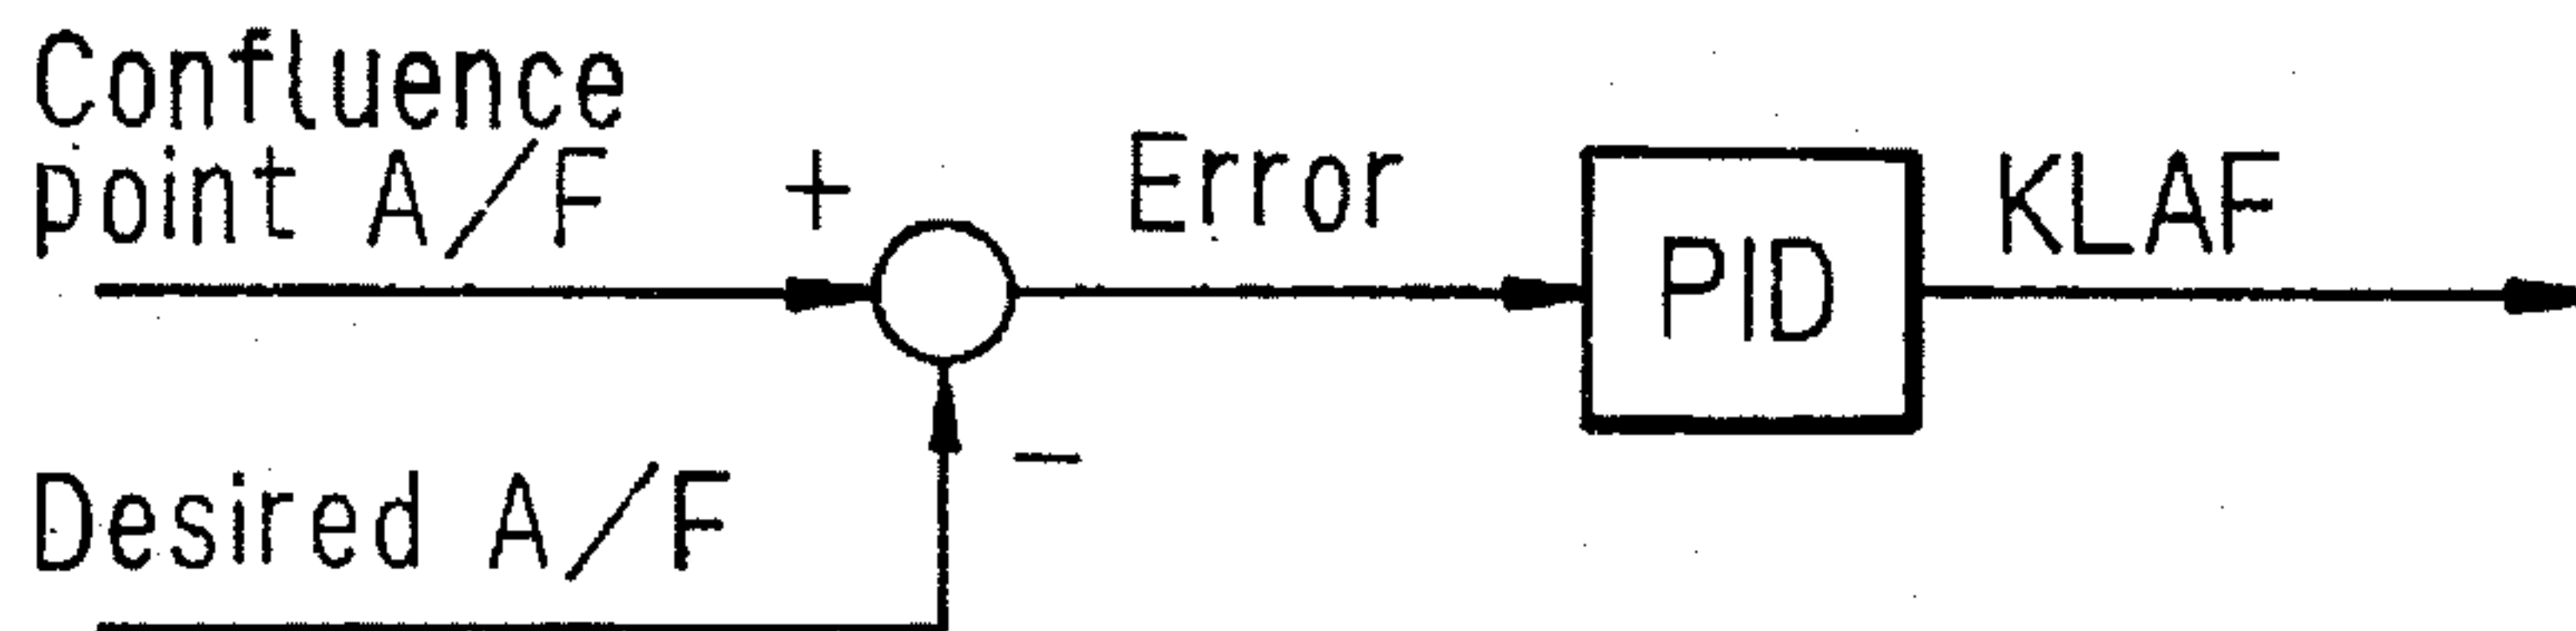 Confluence
point A/F
+
Error
PID
KLAF
−
Desired A/F